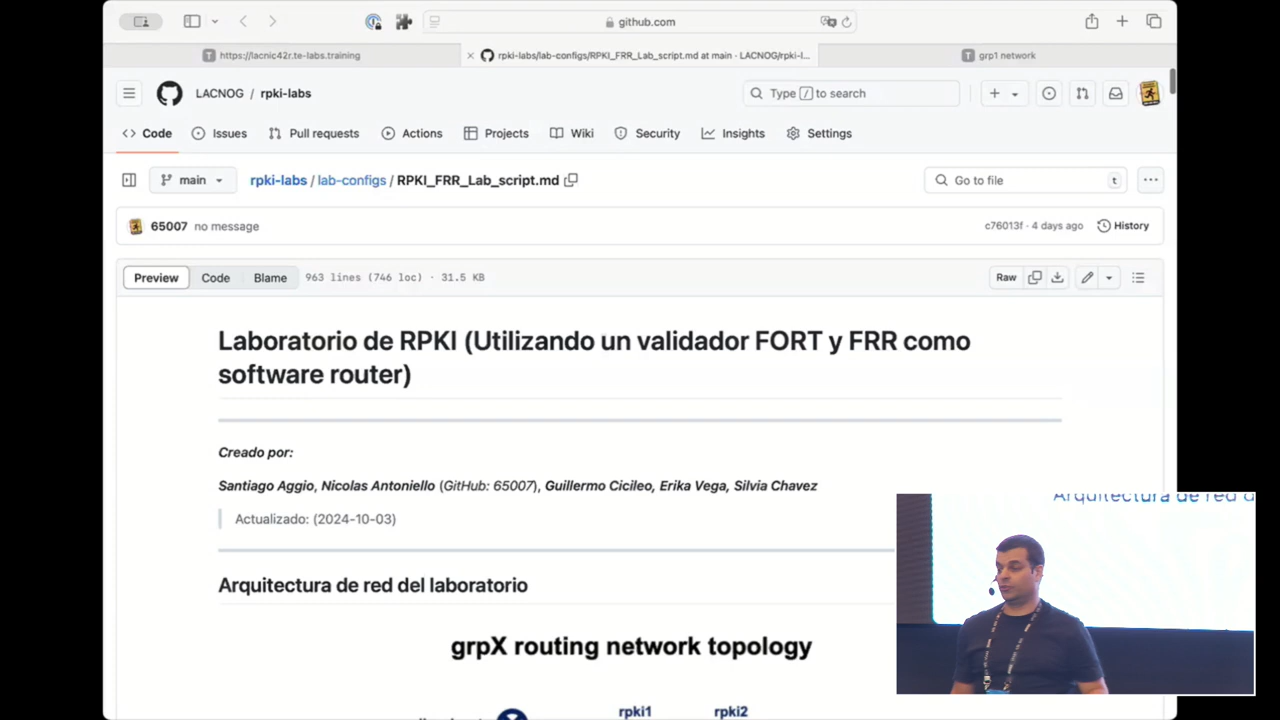 github.com
https://lacnic42r.te-labs.training
rpki-labs/lab-configs/RPKI_FRR_Lab_script.md at main · LACNOG/rpki-l...
grp1 network
LACNOG / rpki-labs
Type / to search
Code
Issues
Pull requests
Actions
Projects
Wiki
Security
Insights
Settings
main
rpki-labs / lab-configs / RPKI_FRR_Lab_script.md
Go to file
t
65007 no message
c76013f · 4 days ago
History
Preview
Code
Blame
963 lines (746 loc) · 31.5 KB
Raw
Laboratorio de RPKI (Utilizando un validador FORT y FRR como
software router)
Creado por:
Santiago Aggio, Nicolas Antoniello (GitHub: 65007), Guillermo Cicileo, Erika Vega, Silvia Chavez
Actualizado: (2024-10-03)
Arquitectura de red del laboratorio
grpX routing network topology
rpki1
rpki2
Arquitectura de red d